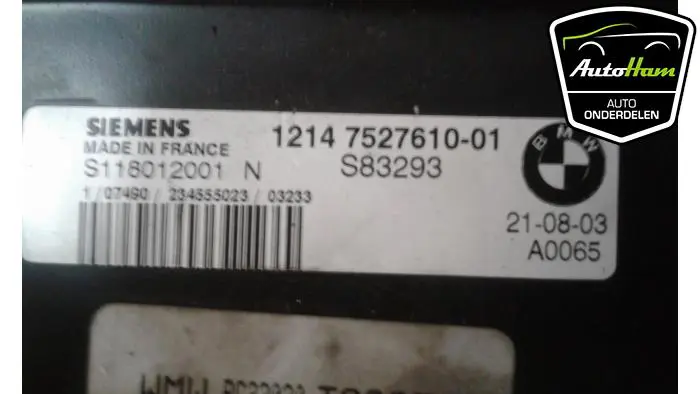 AutoHam
AUTO
ONDERDELEN
SIEMENS
MADE IN FRANCE
S118012001 N
1214 7527610-01
S83293
BMW
1/07490/234555023/03233
21-08-03
A0065
WMW